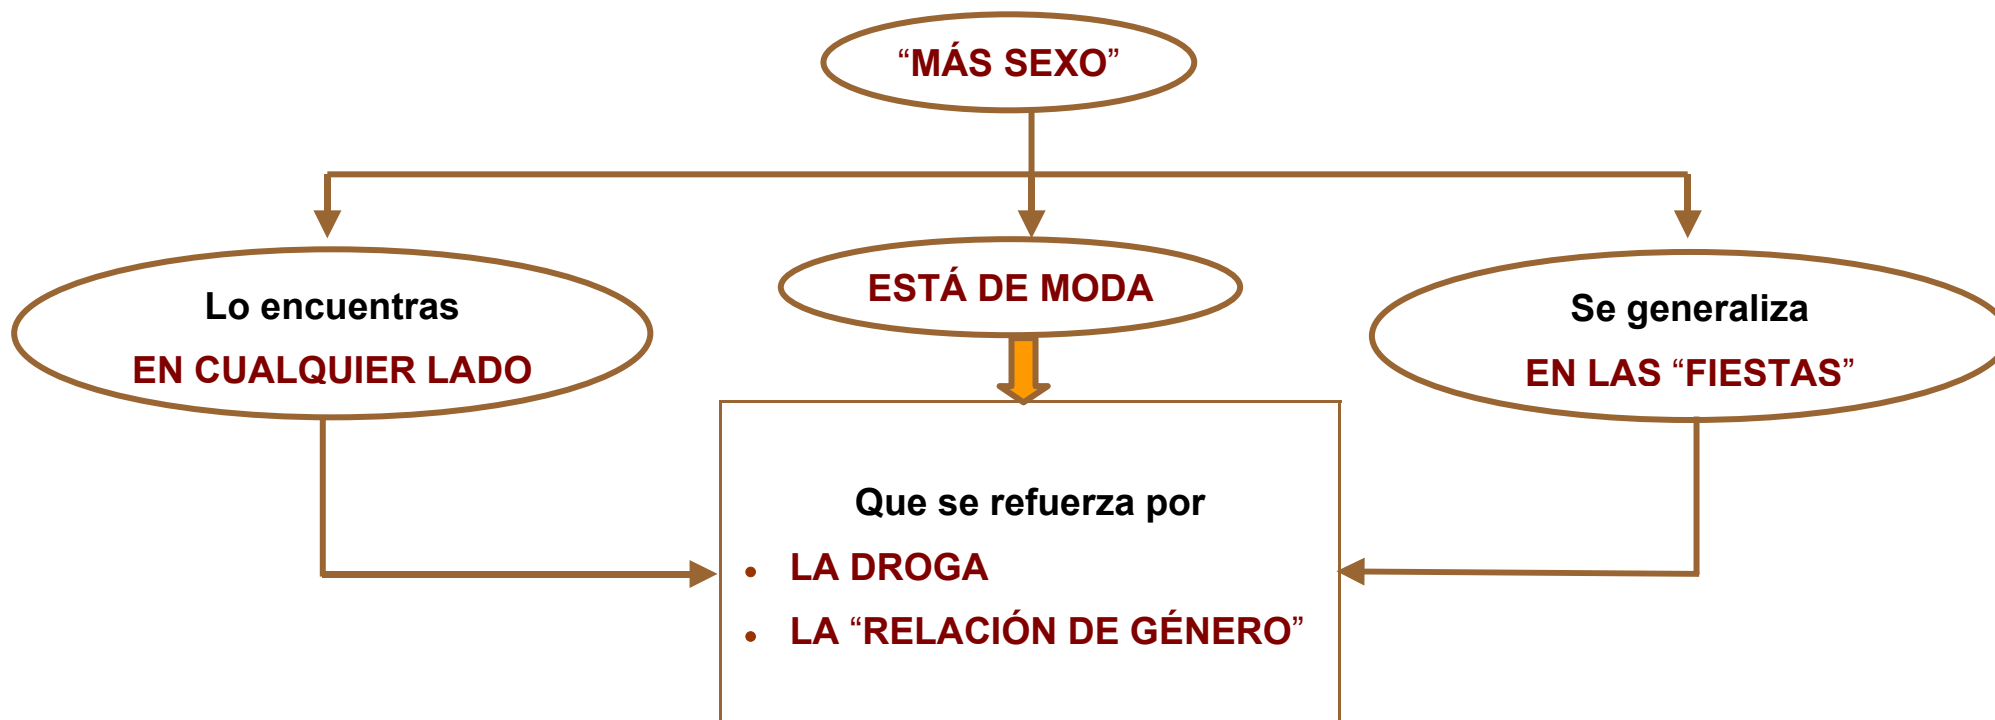 “MÁS SEXO”
Lo encuentras
EN CUALQUIER LADO
ESTÁ DE MODA
Se generaliza
EN LAS “FIESTAS”
Que se refuerza por
• LA DROGA
• LA “RELACIÓN DE GÉNERO”